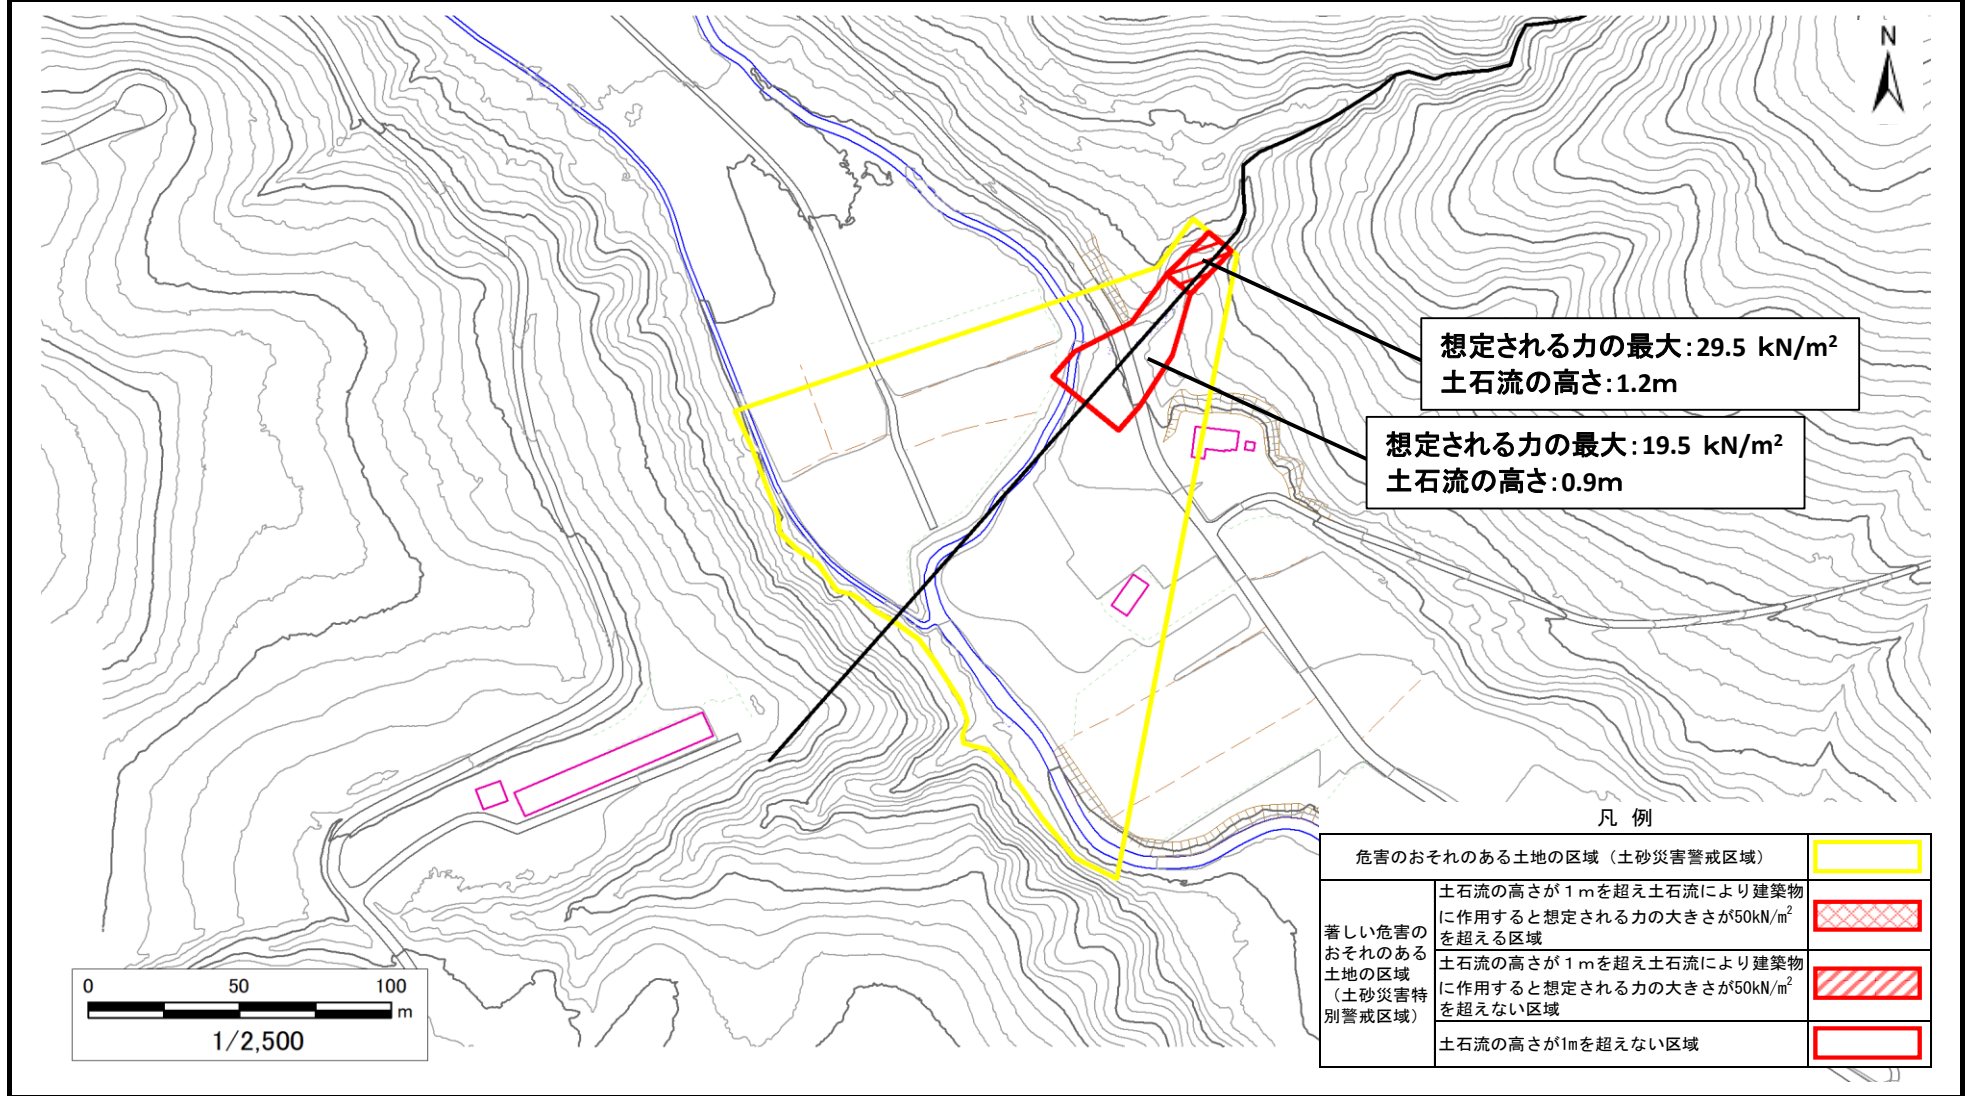 N
想定される力の最大:29.5 kN/m²
土石流の高さ:1.2m
想定される力の最大:19.5 kN/m²
土石流の高さ:0.9m
凡 例
危害のおそれのある土地の区域（土砂災害警戒区域）
著しい危害の
おそれのある
土地の区域
（土砂災害特
別警戒区域）
土石流の高さが１ｍを超え土石流により建築物
に作用すると想定される力の大きさが50kN/㎡
を超える区域
土石流の高さが１ｍを超え土石流により建築物
に作用すると想定される力の大きさが50kN/㎡
を超えない区域
土石流の高さが1mを超えない区域
0 50 100
m
1/2,500